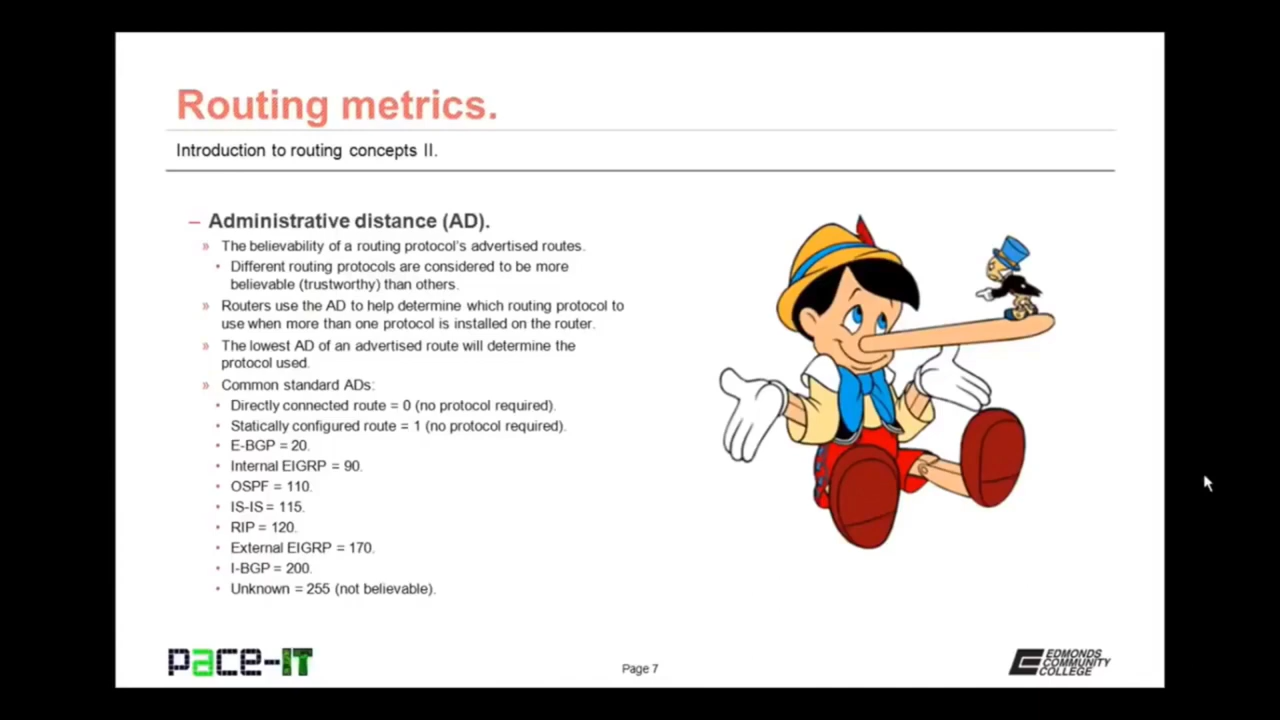 Routing metrics.
Introduction to routing concepts II.
– Administrative distance (AD).
» The believability of a routing protocol's advertised routes.
• Different routing protocols are considered to be more
believable (trustworthy) than others.
» Routers use the AD to help determine which routing protocol to
use when more than one protocol is installed on the router.
» The lowest AD of an advertised route will determine the
protocol used.
» Common standard ADs:
• Directly connected route = 0 (no protocol required).
• Statically configured route = 1 (no protocol required).
• E-BGP = 20.
• Internal EIGRP = 90.
• OSPF = 110.
• IS-IS = 115.
• RIP = 120.
• External EIGRP = 170.
• I-BGP = 200.
• Unknown = 255 (not believable).
pace-IT
Page 7
EDMONDS
COMMUNITY
COLLEGE